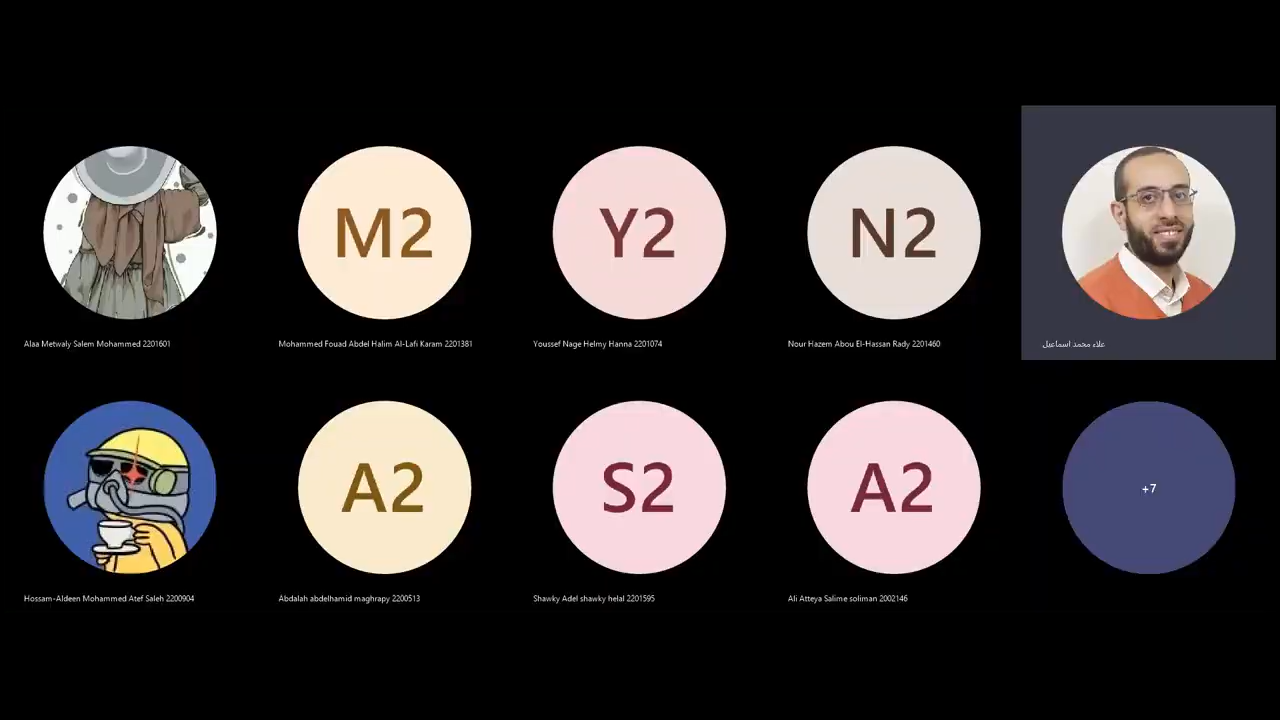 M2
Y2
N2
Alaa Metwaly Salem Mohammed 2201601
Mohammed Fouad Abdel Halim Al-Lafi Karam 2201381
Youssef Nage Helmy Hanna 2201074
Nour Hazem Abou El-Hassan Rady 2201460
علاء محمد اسماعيل
A2
S2
A2
+7
Hossam-Aldeen Mohammed Atef Saleh 2200904
Abdalah abdelhamid maghrapy 2200513
Shawky Adel shawky helal 2201595
Ali Atteya Salime soliman 2002146